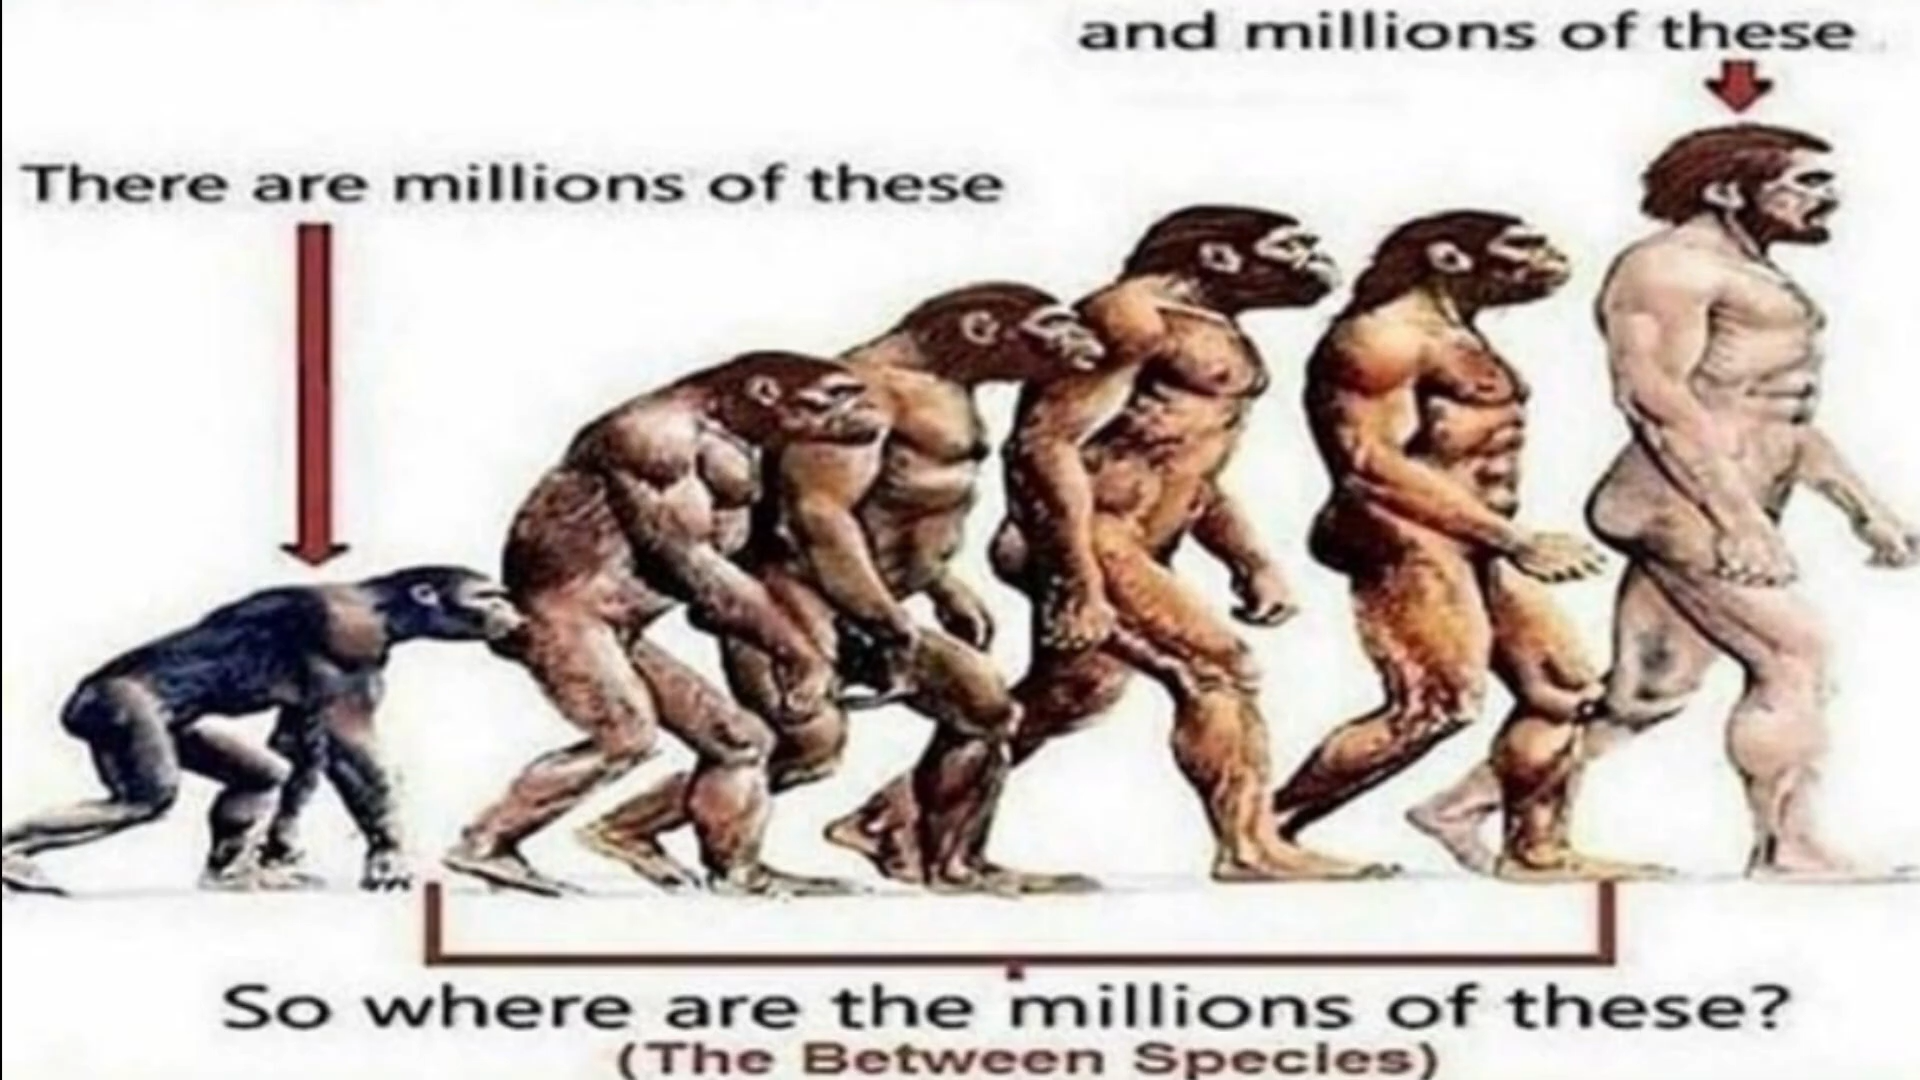 and millions of these
There are millions of these
So where are the millions of these?
(The Between Species)